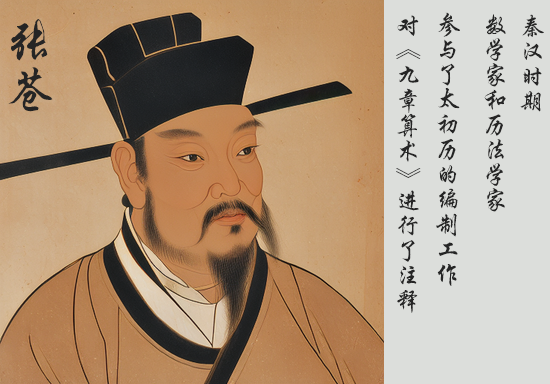 张苍
秦汉时期
数学家和历法学家
参与了太初历的编制工作
对《九章算术》进行了注释